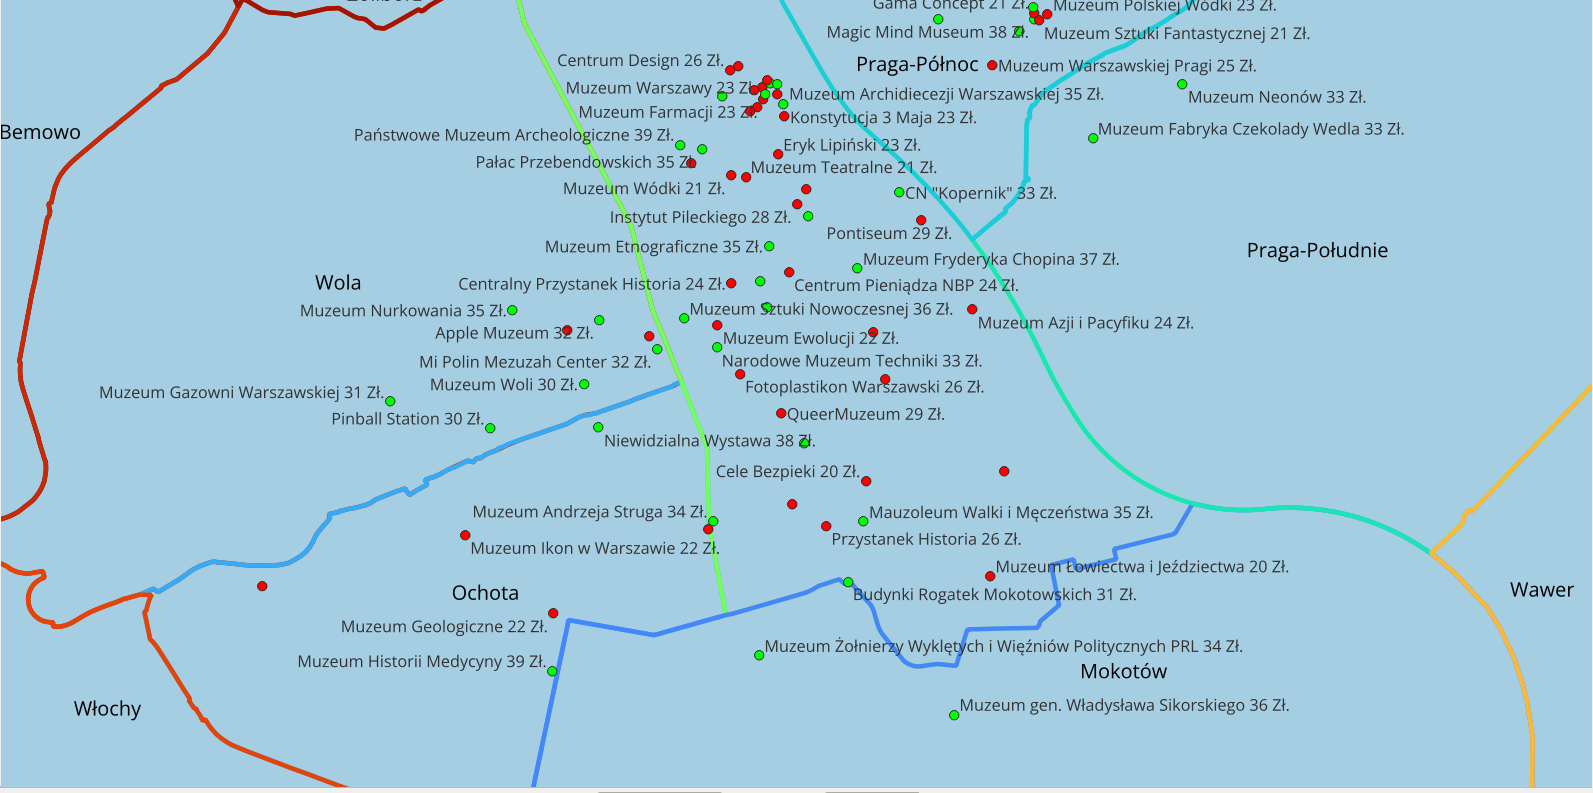 Gama Concept 21 Zł.
Muzeum Polskiej Wódki 23 Zł.
Magic Mind Museum 38 Zł.
Muzeum Sztuki Fantastycznej 21 Zł.
Centrum Design 26 Zł.
Praga-Północ
Muzeum Warszawskiej Pragi 25 Zł.
Muzeum Warszawy 23 Zł.
Muzeum Archidiecezji Warszawskiej 35 Zł.
Muzeum Neonów 33 Zł.
Muzeum Farmacji 23 Zł.
Konstytucja 3 Maja 23 Zł.
Bemowo
Państwowe Muzeum Archeologiczne 39 Zł.
Muzeum Fabryka Czekolady Wedla 33 Zł.
Eryk Lipiński 23 Zł.
Pałac Przebendowskich 35 Zł.
Muzeum Teatralne 21 Zł.
Muzeum Wódki 21 Zł.
CN "Kopernik" 33 Zł.
Instytut Pileckiego 28 Zł.
Pontiseum 29 Zł.
Muzeum Etnograficzne 35 Zł.
Praga-Południe
Muzeum Fryderyka Chopina 37 Zł.
Wola
Centralny Przystanek Historia 24 Zł.
Centrum Pieniądza NBP 24 Zł.
Muzeum Nurkowania 35 Zł.
Muzeum Sztuki Nowoczesnej 36 Zł.
Muzeum Azji i Pacyfiku 24 Zł.
Apple Muzeum 32 Zł.
Muzeum Ewolucji 22 Zł.
Mi Polin Mezuzah Center 32 Zł.
Narodowe Muzeum Techniki 33 Zł.
Muzeum Woli 30 Zł.
Fotoplastikon Warszawski 26 Zł.
Muzeum Gazowni Warszawskiej 31 Zł.
Pinball Station 30 Zł.
QueerMuzeum 29 Zł.
Niewidzialna Wystawa 38 Zł.
Cele Bezpieki 20 Zł.
Muzeum Andrzeja Struga 34 Zł.
Mauzoleum Walki i Męczeństwa 35 Zł.
Muzeum Ikon w Warszawie 22 Zł.
Przystanek Historia 26 Zł.
Muzeum Łowiectwa i Jeździectwa 20 Zł.
Ochota
Budynki Rogatek Mokotowskich 31 Zł.
Wawer
Muzeum Geologiczne 22 Zł.
Muzeum Żołnierzy Wyklętych i Więźniów Politycznych PRL 34 Zł.
Muzeum Historii Medycyny 39 Zł.
Mokotów
Włochy
Muzeum gen. Władysława Sikorskiego 36 Zł.